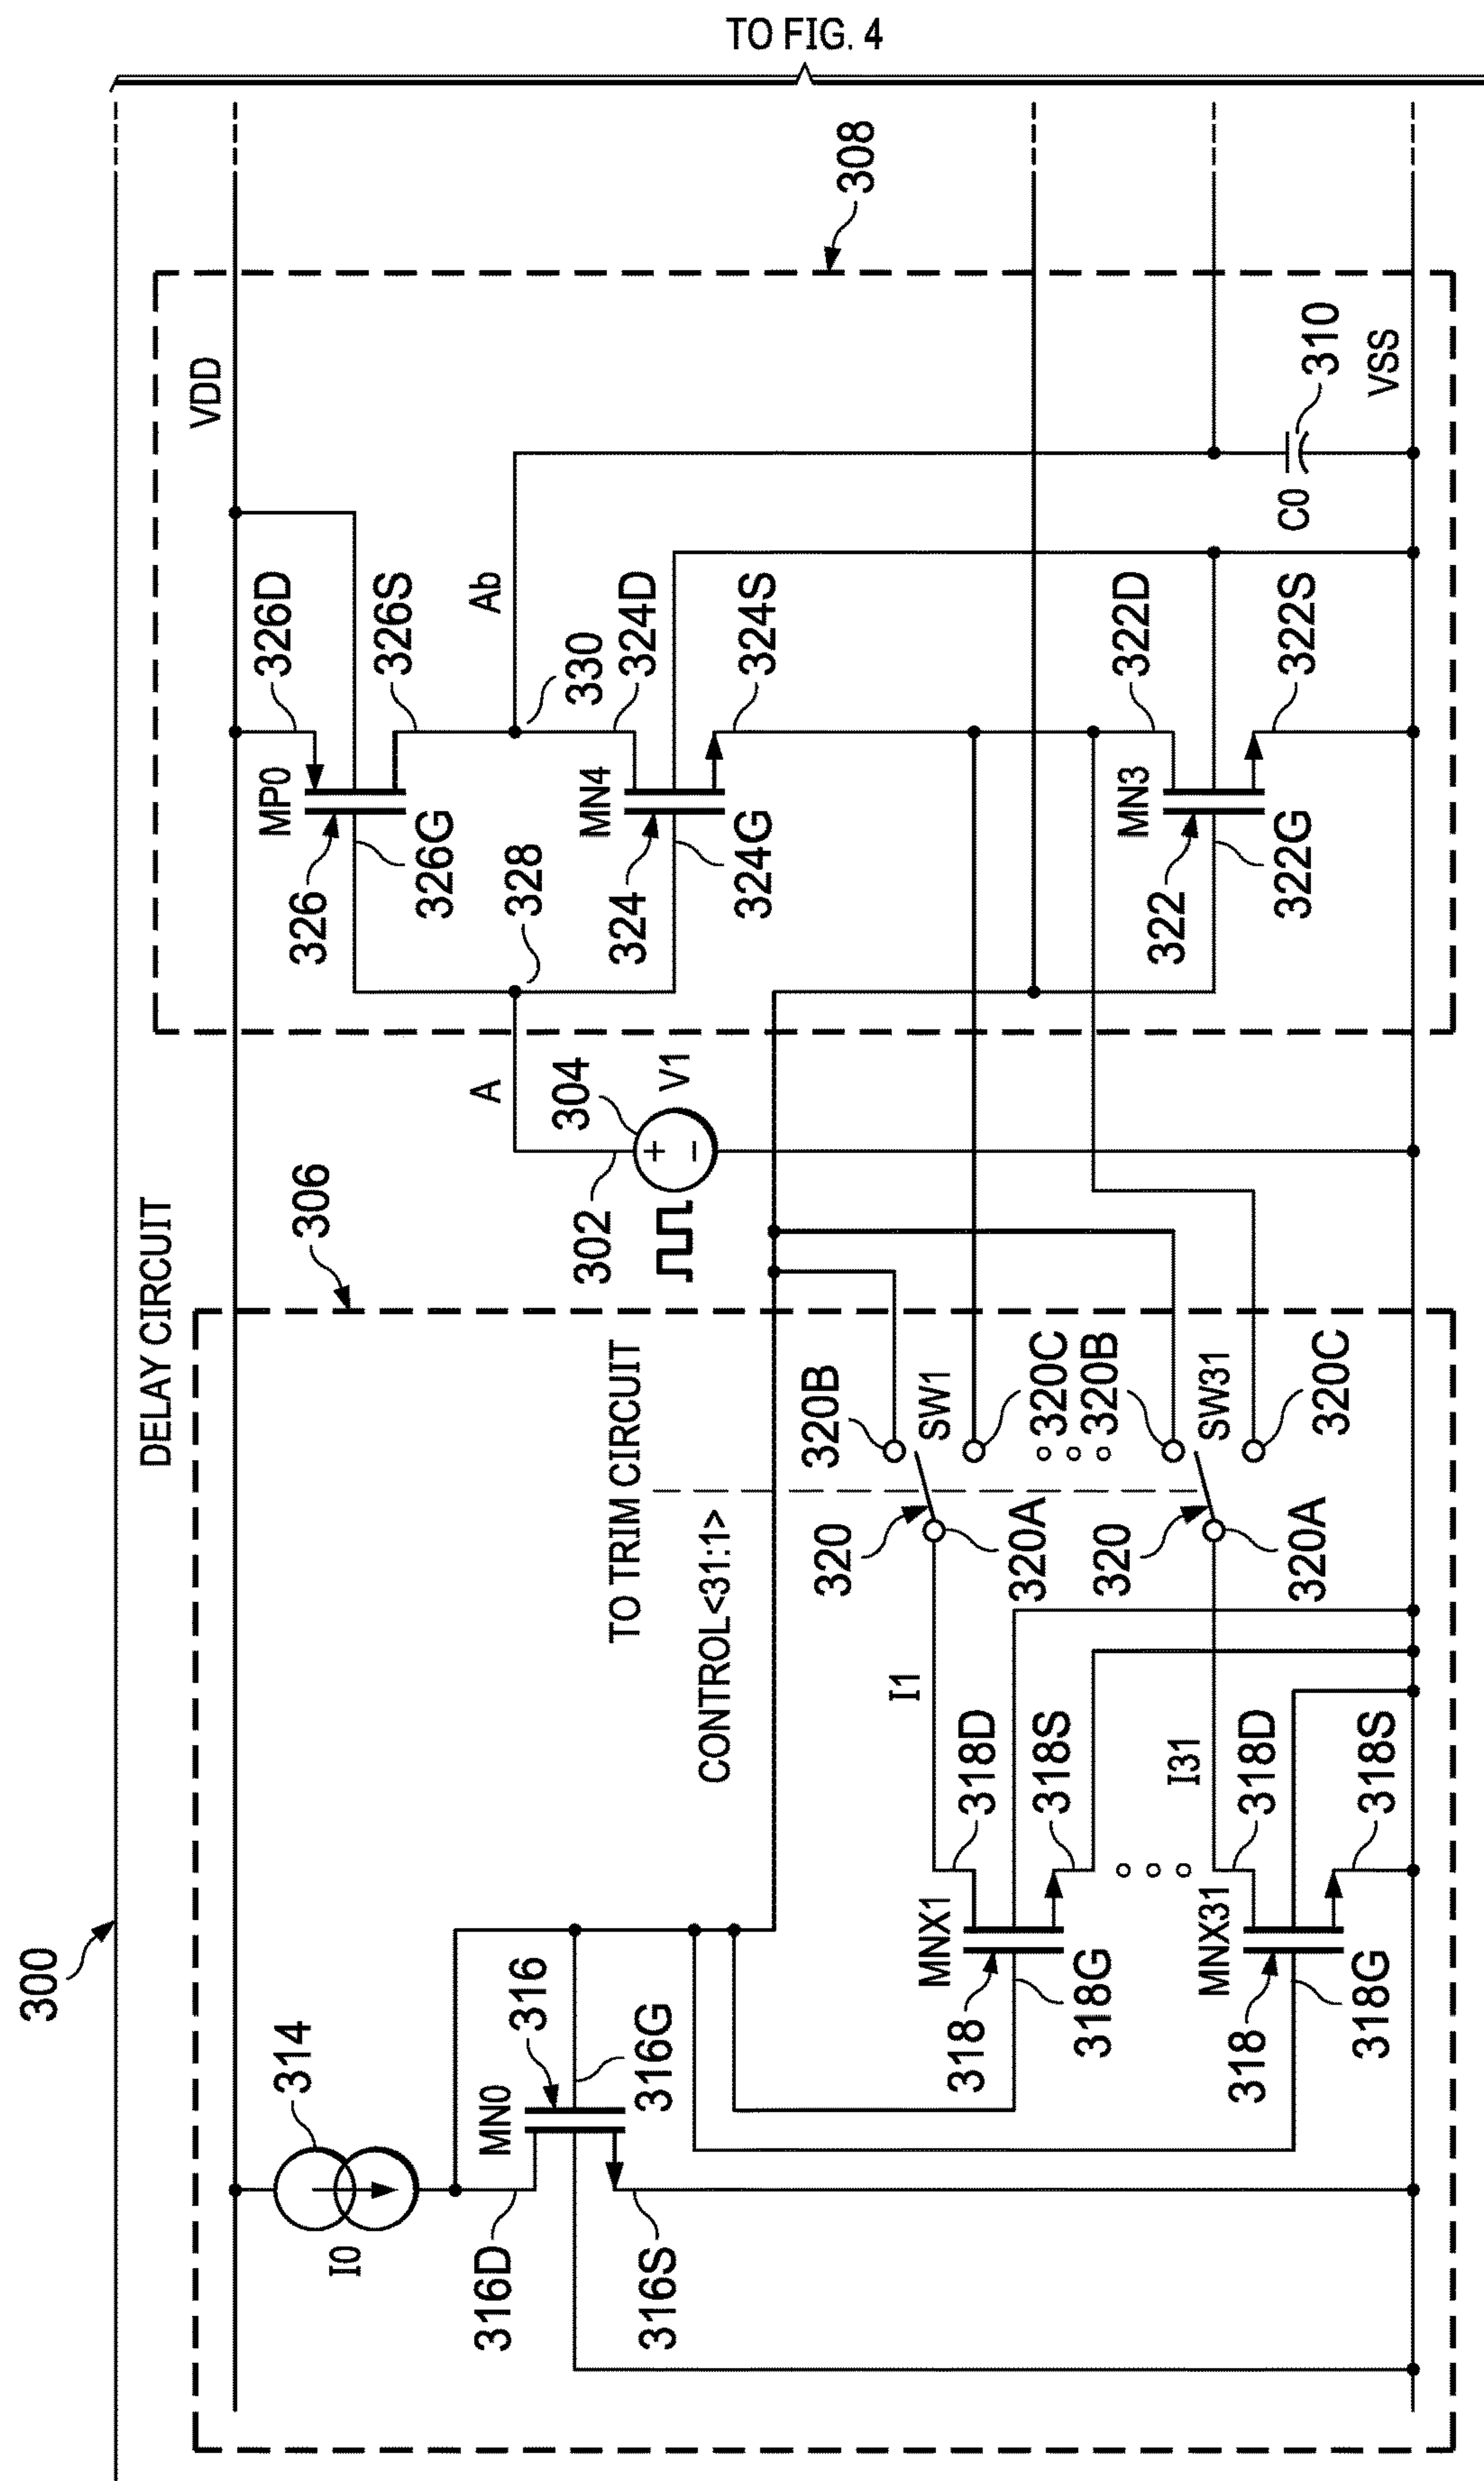 TO FIG. 4
300
DELAY CIRCUIT
306
308
VDD
314
I0
316D
MN0
316
316G
316S
TO TRIM CIRCUIT
CONTROL<31:1>
I1
318D
MNX1
318
318G
318S
320
320A
320B
SW1
320C
I31
318D
MNX31
318
318G
318S
320
320A
320B
SW31
320C
A
302
304
V1
328
326D
MP0
326
326G
326S
Ab
330
324D
MN4
324
324G
324S
322D
MN3
322
322G
322S
C0
310
VSS